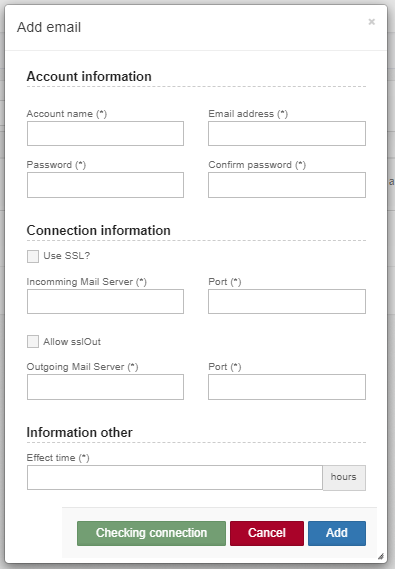 Add email ×
Account information
Account name (*) Email address (*)
Password (*) Confirm password (*)
Connection information
Use SSL?
Incomming Mail Server (*) Port (*)
Allow sslOut
Outgoing Mail Server (*) Port (*)
Information other
Effect time (*)
hours
Checking connection Cancel Add